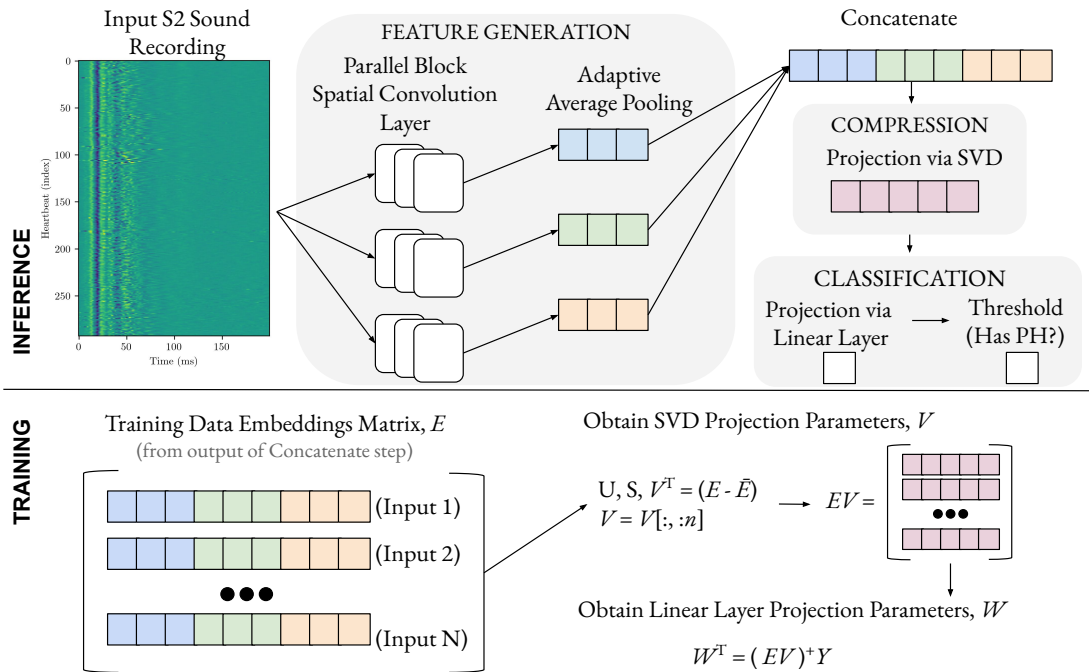 Input S2 Sound
Recording
0
50
100
150
200
250
Heartbeat (index)
0
50
100
150
Time (ms)
INFERENCE
FEATURE GENERATION
Parallel Block
Spatial Convolution
Layer
Adaptive
Average Pooling
Concatenate
COMPRESSION
Projection via SVD
CLASSIFICATION
Projection via
Linear Layer
Threshold
(Has PH?)
TRAINING
Training Data Embeddings Matrix, E
(from output of Concatenate step)
(Input 1)
(Input 2)
(Input N)
Obtain SVD Projection Parameters, V
U, S, Vᵀ = (E - Ē)
V = V[:, :n]
EV =
Obtain Linear Layer Projection Parameters, W
Wᵀ = (EV)⁺Y